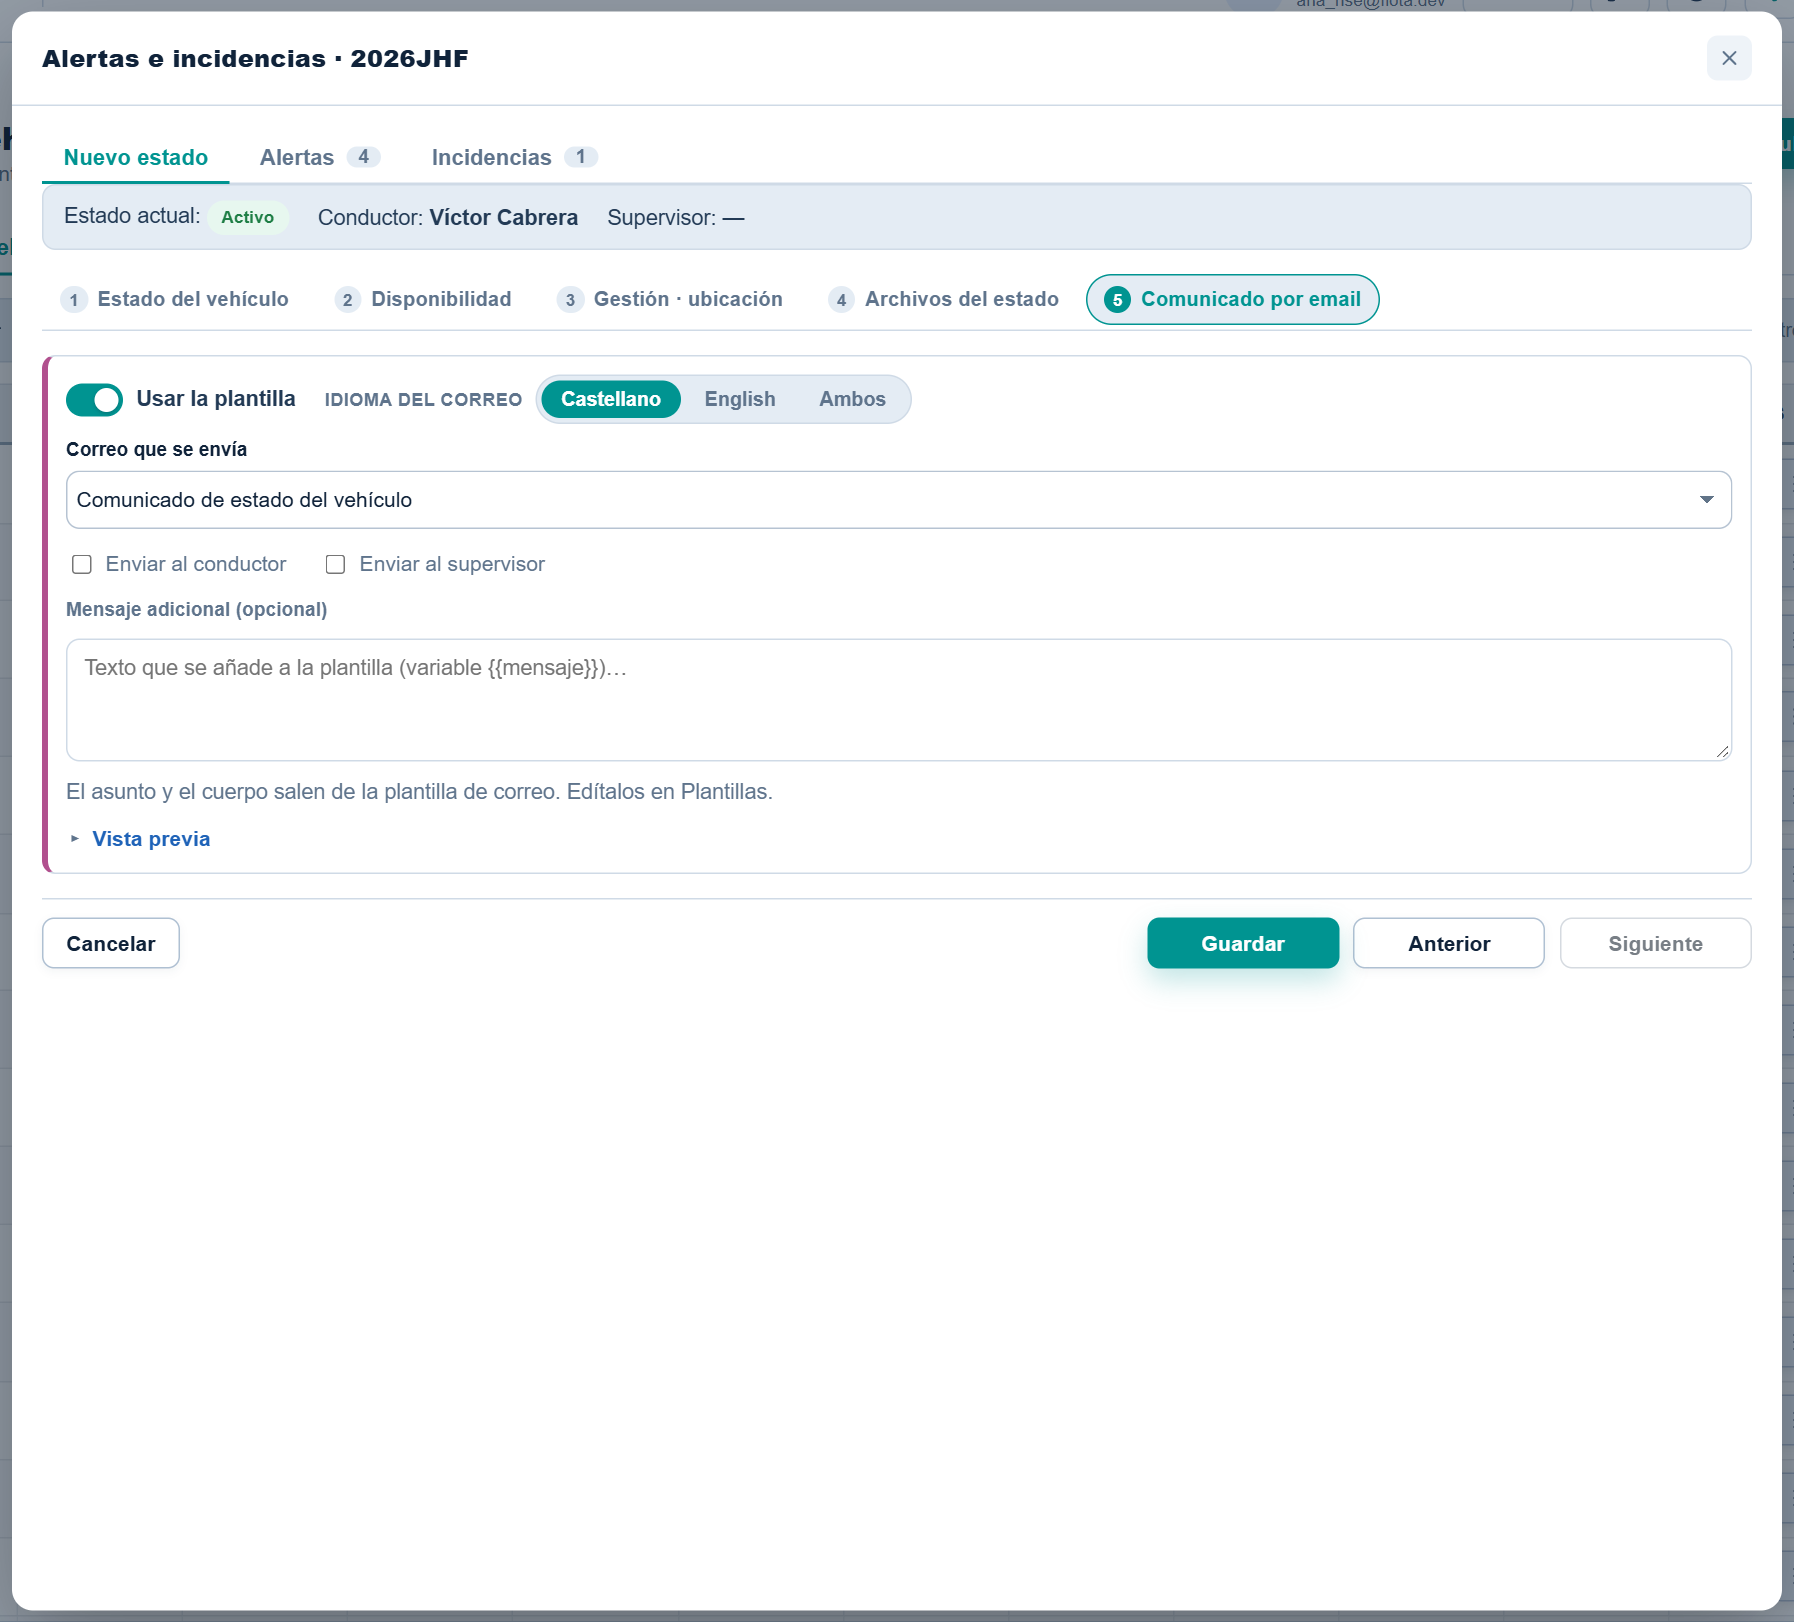 Alertas e incidencias · 2026JHF
Nuevo estado Alertas 4 Incidencias 1
Estado actual: Activo Conductor: Víctor Cabrera Supervisor: —
1 Estado del vehículo 2 Disponibilidad 3 Gestión · ubicación 4 Archivos del estado 5 Comunicado por email
Usar la plantilla IDIOMA DEL CORREO Castellano English Ambos
Correo que se envía
Comunicado de estado del vehículo
Enviar al conductor Enviar al supervisor
Mensaje adicional (opcional)
Texto que se añade a la plantilla (variable {{mensaje}})…
El asunto y el cuerpo salen de la plantilla de correo. Edítalos en Plantillas.
Vista previa
Cancelar Guardar Anterior Siguiente